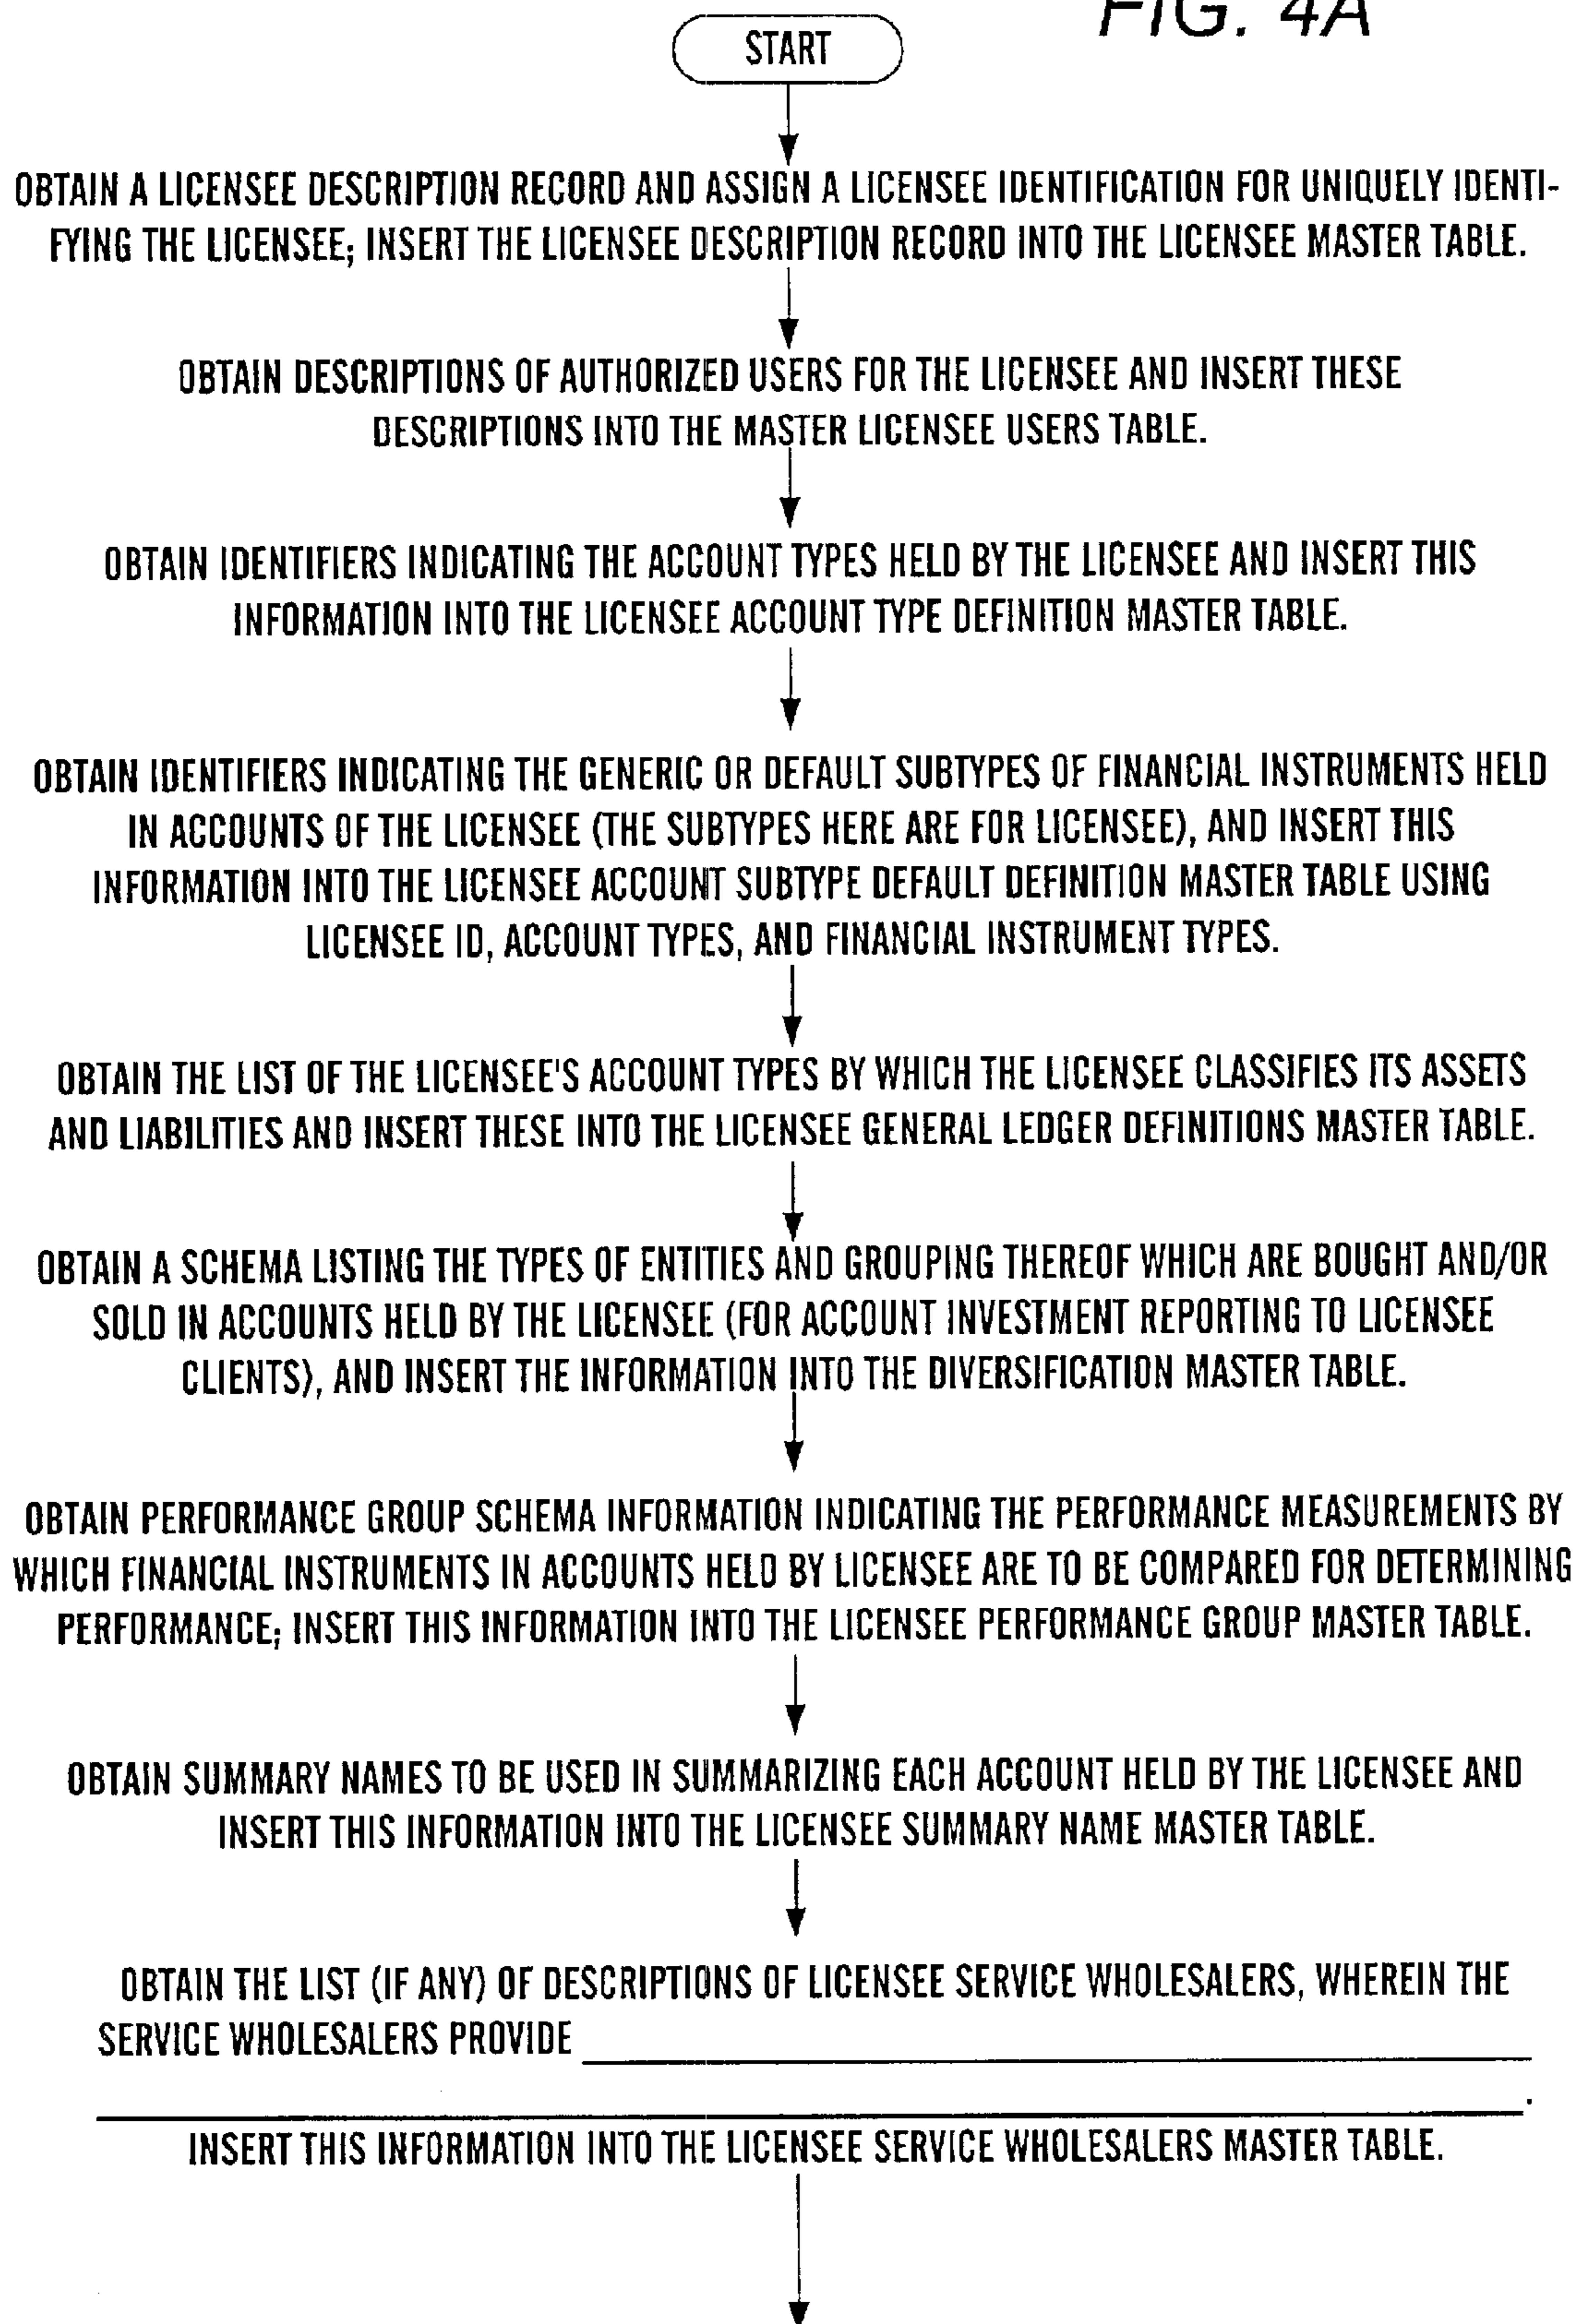 FIG. 4A
START
OBTAIN A LICENSEE DESCRIPTION RECORD AND ASSIGN A LICENSEE IDENTIFICATION FOR UNIQUELY IDENTI-
FYING THE LICENSEE; INSERT THE LICENSEE DESCRIPTION RECORD INTO THE LICENSEE MASTER TABLE.
OBTAIN DESCRIPTIONS OF AUTHORIZED USERS FOR THE LICENSEE AND INSERT THESE
DESCRIPTIONS INTO THE MASTER LICENSEE USERS TABLE.
OBTAIN IDENTIFIERS INDICATING THE ACCOUNT TYPES HELD BY THE LICENSEE AND INSERT THIS
INFORMATION INTO THE LICENSEE ACCOUNT TYPE DEFINITION MASTER TABLE.
OBTAIN IDENTIFIERS INDICATING THE GENERIC OR DEFAULT SUBTYPES OF FINANCIAL INSTRUMENTS HELD
IN ACCOUNTS OF THE LICENSEE (THE SUBTYPES HERE ARE FOR LICENSEE), AND INSERT THIS
INFORMATION INTO THE LICENSEE ACCOUNT SUBTYPE DEFAULT DEFINITION MASTER TABLE USING
LICENSEE ID, ACCOUNT TYPES, AND FINANCIAL INSTRUMENT TYPES.
OBTAIN THE LIST OF THE LICENSEE'S ACCOUNT TYPES BY WHICH THE LICENSEE CLASSIFIES ITS ASSETS
AND LIABILITIES AND INSERT THESE INTO THE LICENSEE GENERAL LEDGER DEFINITIONS MASTER TABLE.
OBTAIN A SCHEMA LISTING THE TYPES OF ENTITIES AND GROUPING THEREOF WHICH ARE BOUGHT AND/OR
SOLD IN ACCOUNTS HELD BY THE LICENSEE (FOR ACCOUNT INVESTMENT REPORTING TO LICENSEE
CLIENTS), AND INSERT THE INFORMATION INTO THE DIVERSIFICATION MASTER TABLE.
OBTAIN PERFORMANCE GROUP SCHEMA INFORMATION INDICATING THE PERFORMANCE MEASUREMENTS BY
WHICH FINANCIAL INSTRUMENTS IN ACCOUNTS HELD BY LICENSEE ARE TO BE COMPARED FOR DETERMINING
PERFORMANCE; INSERT THIS INFORMATION INTO THE LICENSEE PERFORMANCE GROUP MASTER TABLE.
OBTAIN SUMMARY NAMES TO BE USED IN SUMMARIZING EACH ACCOUNT HELD BY THE LICENSEE AND
INSERT THIS INFORMATION INTO THE LICENSEE SUMMARY NAME MASTER TABLE.
OBTAIN THE LIST (IF ANY) OF DESCRIPTIONS OF LICENSEE SERVICE WHOLESALERS, WHEREIN THE
SERVICE WHOLESALERS PROVIDE
.
INSERT THIS INFORMATION INTO THE LICENSEE SERVICE WHOLESALERS MASTER TABLE.